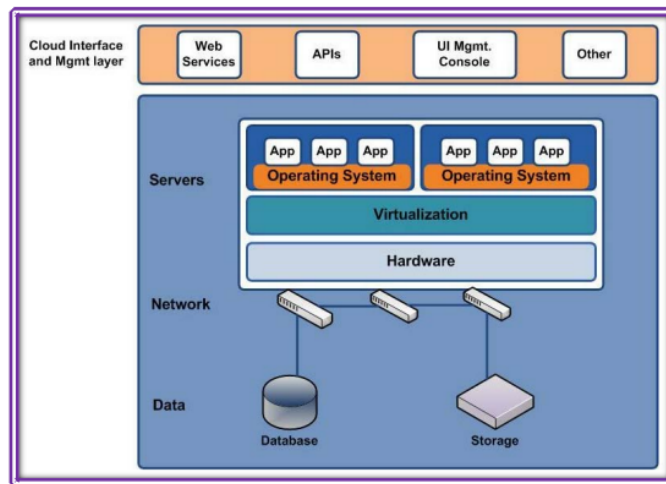 Cloud Interface
and Mgmt layer
Web
Services
APIs
UI Mgmt.
Console
Other
Servers
App App App
Operating System
App App App
Operating System
Virtualization
Hardware
Network
Data
Database
Storage